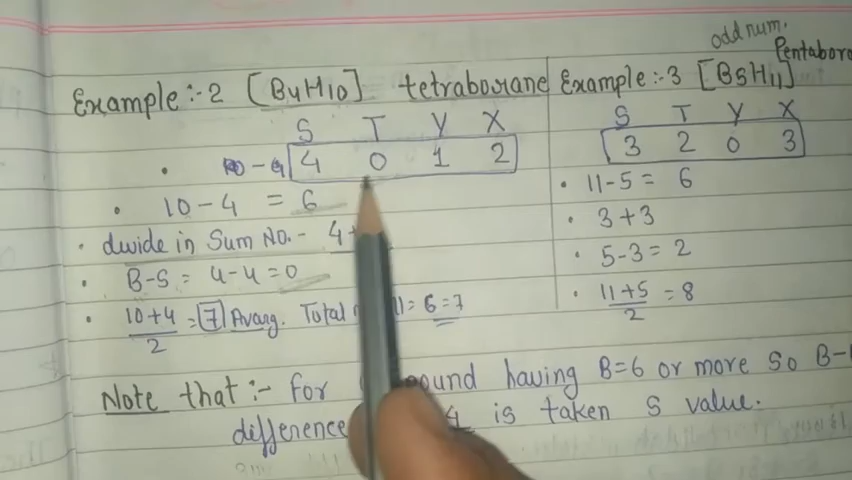 odd num.
Example:-2 [B4H10] tetraborane
S T Y X
4 0 1 2
10 - 4 = 6
divide in Sum NO.- 4+
B-S = 4-4=0
10+4/2 = 7 Avarg. Total = 6=7
Example:-3 [B5H11] Pentabora
S T Y X
3 2 0 3
11-5= 6
3+3
5-3=2
11+5/2 = 8
Note that:- for having B=6 or more So B-
difference 4 is taken S value.